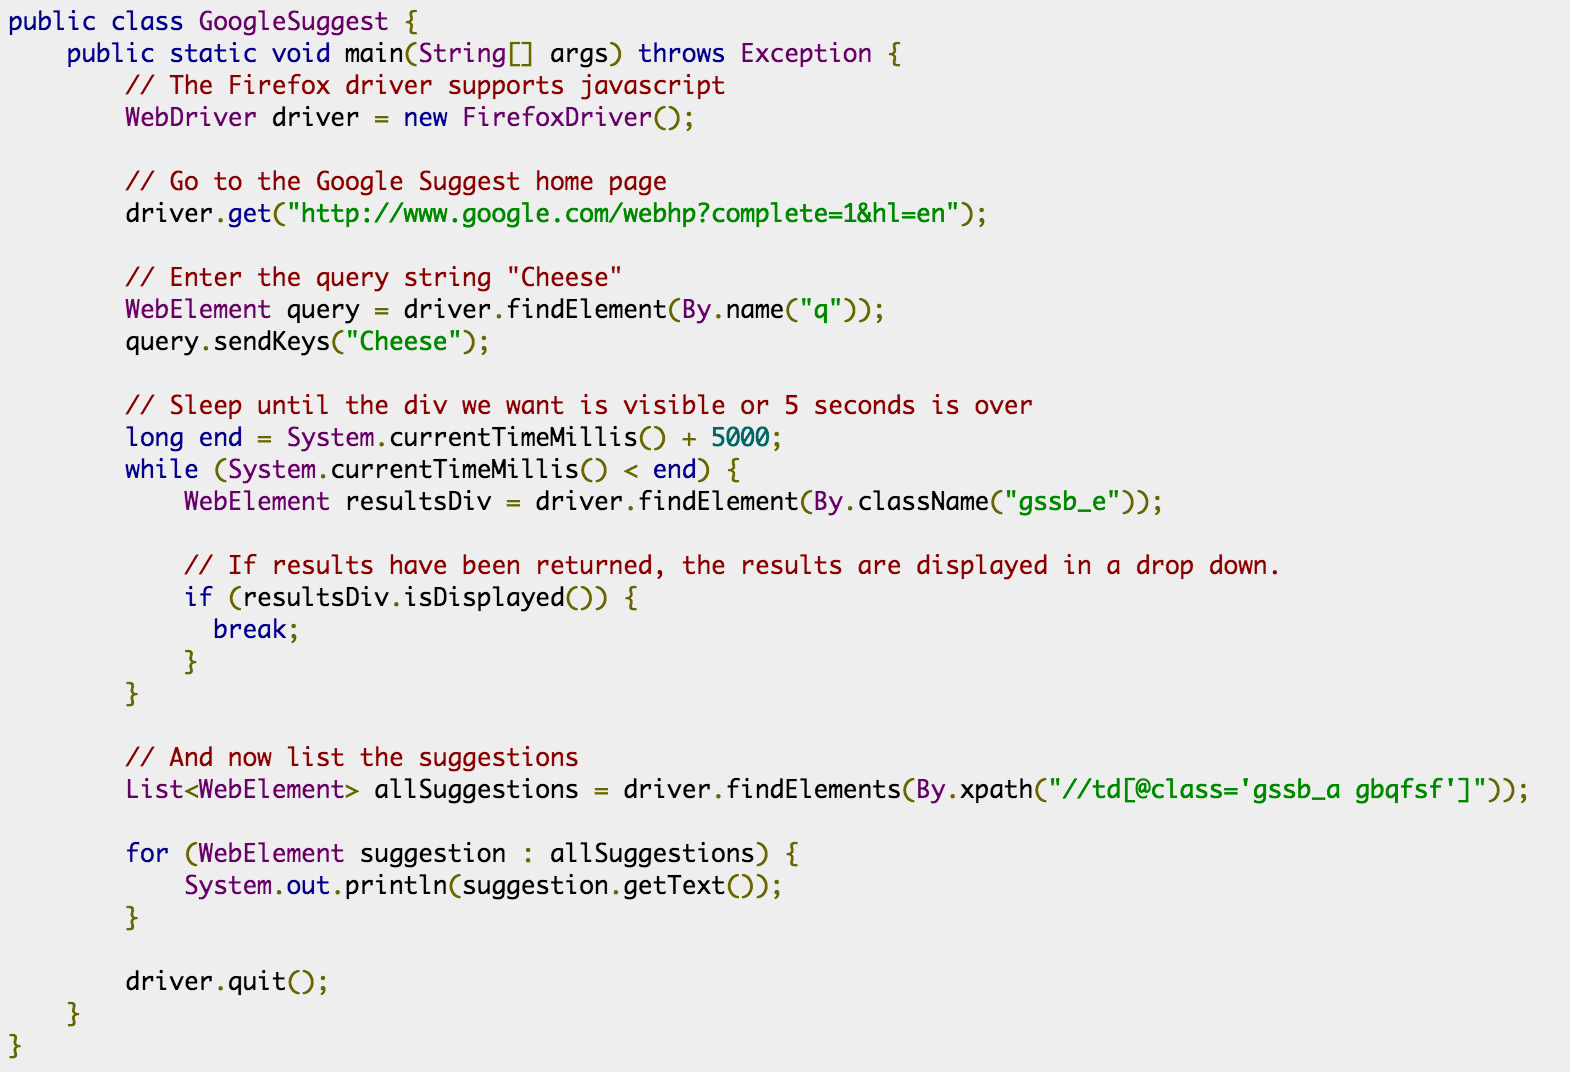 public class GoogleSuggest {
    public static void main(String[] args) throws Exception {
        // The Firefox driver supports javascript
        WebDriver driver = new FirefoxDriver();

        // Go to the Google Suggest home page
        driver.get("http://www.google.com/webhp?complete=1&hl=en");

        // Enter the query string "Cheese"
        WebElement query = driver.findElement(By.name("q"));
        query.sendKeys("Cheese");

        // Sleep until the div we want is visible or 5 seconds is over
        long end = System.currentTimeMillis() + 5000;
        while (System.currentTimeMillis() < end) {
            WebElement resultsDiv = driver.findElement(By.className("gssb_e"));

            // If results have been returned, the results are displayed in a drop down.
            if (resultsDiv.isDisplayed()) {
              break;
            }
        }

        // And now list the suggestions
        List<WebElement> allSuggestions = driver.findElements(By.xpath("//td[@class='gssb_a gbqfsf']"));

        for (WebElement suggestion : allSuggestions) {
            System.out.println(suggestion.getText());
        }

        driver.quit();
    }
}